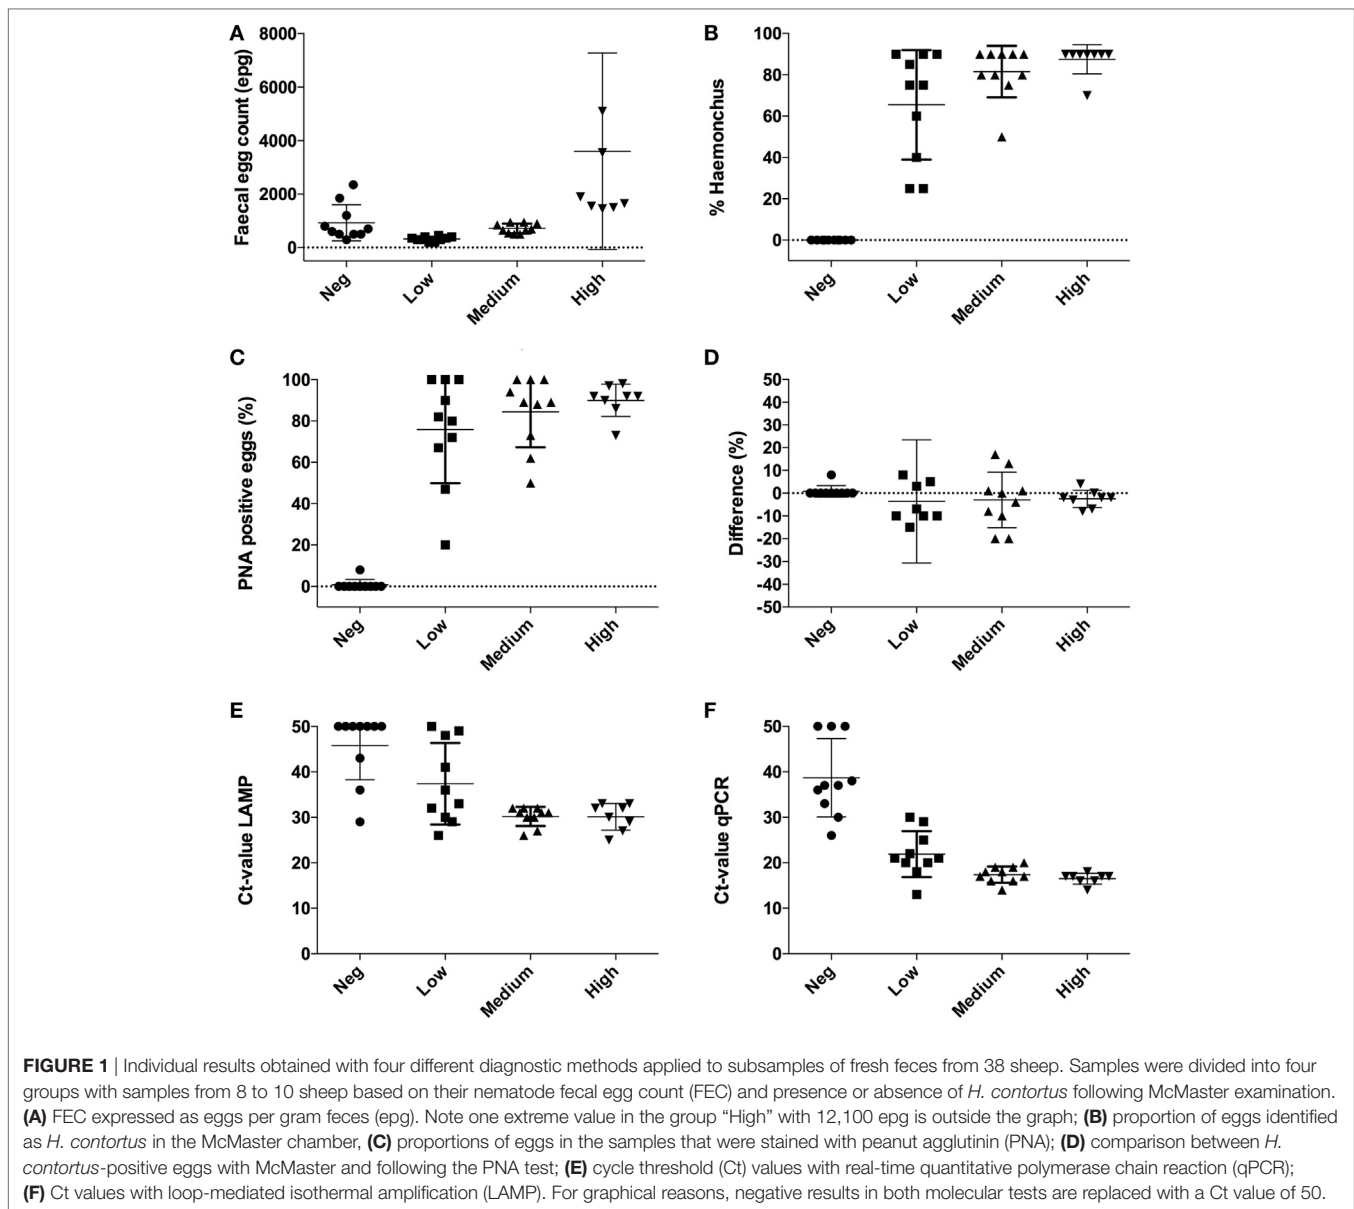 A
8000
6000
4000
2000
0
Faecal egg count (epg)
Neg
Low
Medium
High
B
100
80
60
40
20
0
% Haemonchus
Neg
Low
Medium
High
C
100
80
60
40
20
0
PNA positive eggs (%)
Neg
Low
Medium
High
D
50
40
30
20
10
0
-10
-20
-30
-40
-50
Difference (%)
Neg
Low
Medium
High
E
50
40
30
20
10
0
Ct-value LAMP
Neg
Low
Medium
High
F
50
40
30
20
10
0
Ct-value qPCR
Neg
Low
Medium
High
FIGURE 1 | Individual results obtained with four different diagnostic methods applied to subsamples of fresh feces from 38 sheep. Samples were divided into four
groups with samples from 8 to 10 sheep based on their nematode fecal egg count (FEC) and presence or absence of H. contortus following McMaster examination.
(A) FEC expressed as eggs per gram feces (epg). Note one extreme value in the group “High” with 12,100 epg is outside the graph; (B) proportion of eggs identified
as H. contortus in the McMaster chamber, (C) proportions of eggs in the samples that were stained with peanut agglutinin (PNA); (D) comparison between H.
contortus-positive eggs with McMaster and following the PNA test; (E) cycle threshold (Ct) values with real-time quantitative polymerase chain reaction (qPCR);
(F) Ct values with loop-mediated isothermal amplification (LAMP). For graphical reasons, negative results in both molecular tests are replaced with a Ct value of 50.